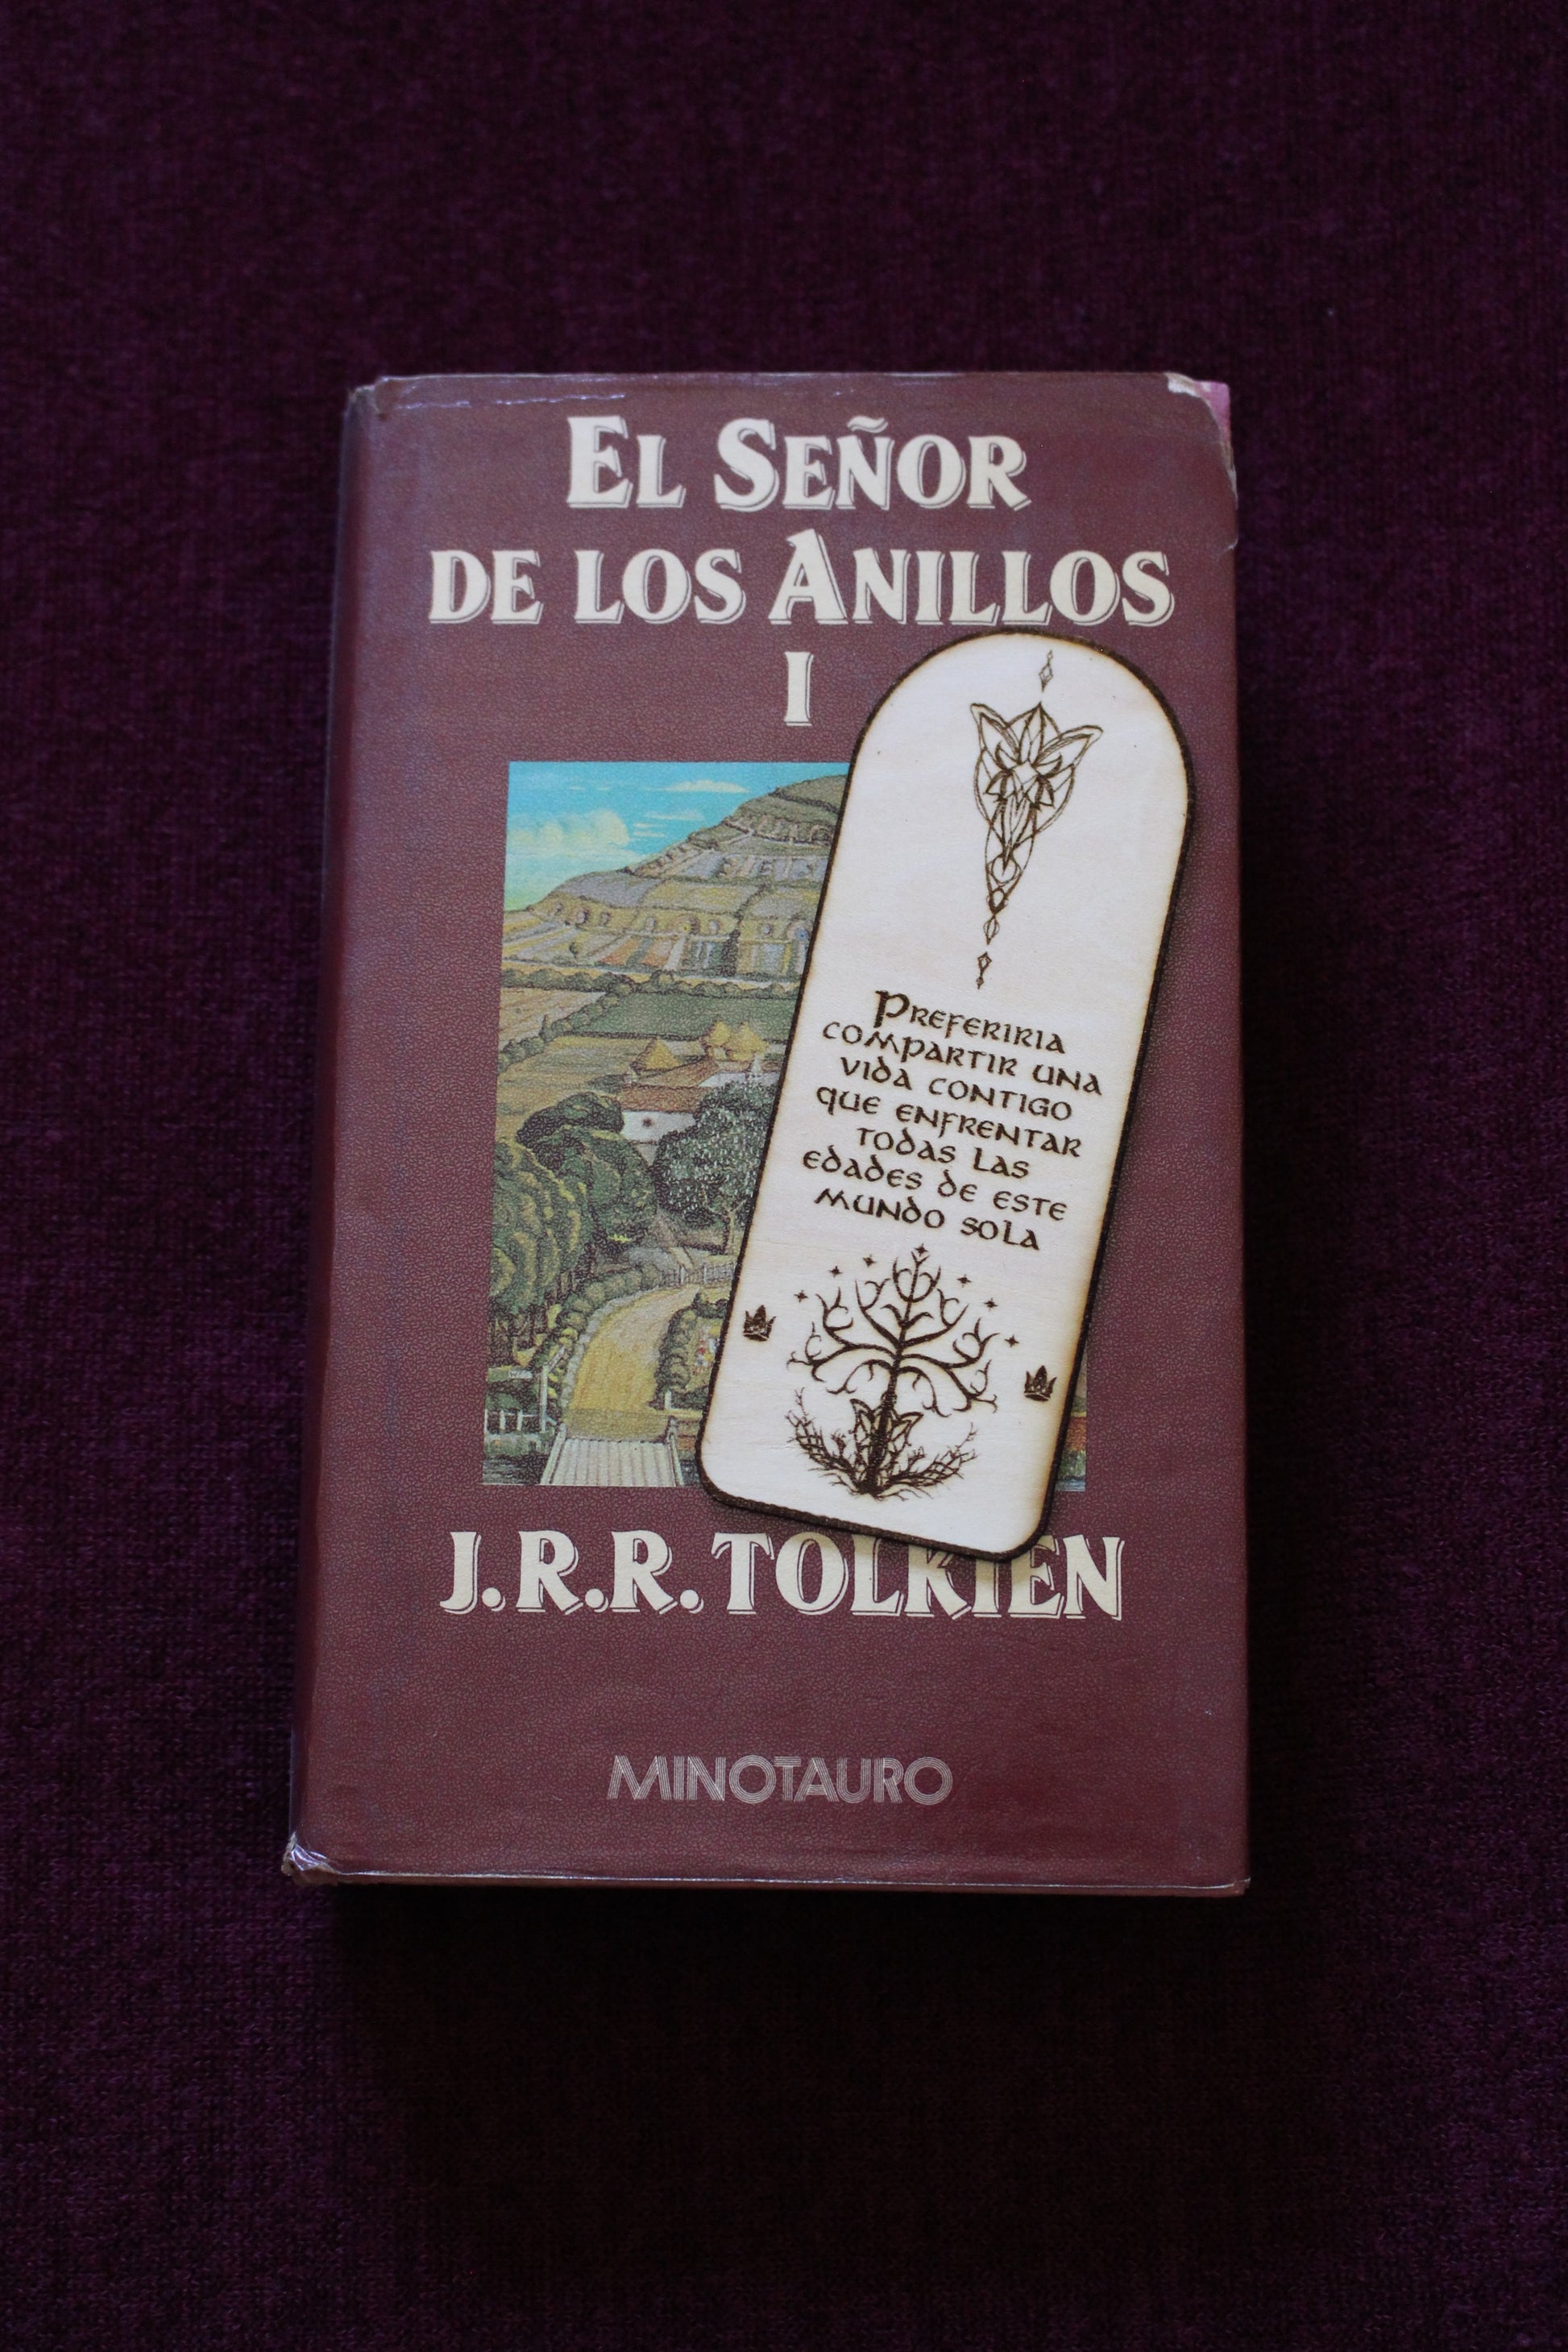 EL SEÑOR
DE LOS ANILLOS
I
PREFERIRIA
COMPARTIR UNA
VIDA CONTIGO
QUE ENFRENTAR
TODAS LAS
EDADES DE ESTE
MUNDO SOLA
J.R.R. TOLKIEN
MINOTAURO